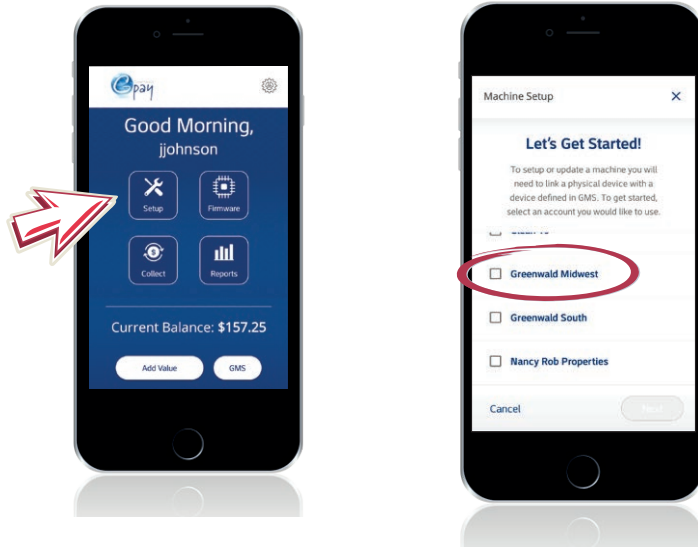 epay
Good Morning,
jjohnson
Setup
Firmware
Collect
Reports
Current Balance: $157.25
Add Value
GMS
Machine Setup
Let's Get Started!
To setup or update a machine you will
need to link a physical device with a
device defined in GMS. To get started,
select an account you would like to use.
Greenwald Midwest
Greenwald South
Nancy Rob Properties
Cancel
Next